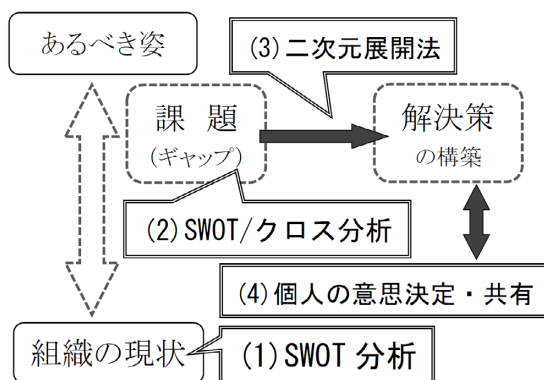 あるべき姿
(3) 二次元展開法
課 題
(ギャップ)
解決策
の構築
(2) SWOT/クロス分析
(4) 個人の意思決定・共有
組織の現状
(1) SWOT 分析